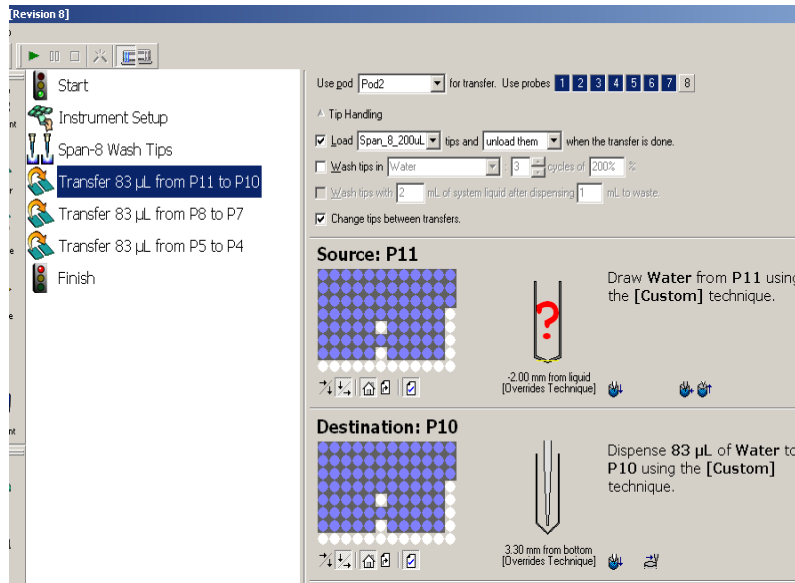 [Revision 8]
Start
Instrument Setup
Span-8 Wash Tips
Transfer 83 µL from P11 to P10
Transfer 83 µL from P8 to P7
Transfer 83 µL from P5 to P4
Finish
Use pod Pod2 for transfer. Use probes 1 2 3 4 5 6 7 8
Tip Handling
Load Span_8_200uL tips and unload them when the transfer is done.
Wash tips in Water : 3 cycles of 200% %
Wash tips with 2 mL of system liquid after dispensing 1 mL to waste.
Change tips between transfers.
Source: P11
?
Draw Water from P11 using
the [Custom] technique.
-2.00 mm from liquid
[Overrides Technique]
Destination: P10
Dispense 83 µL of Water to
P10 using the [Custom]
technique.
3.30 mm from bottom
[Overrides Technique]